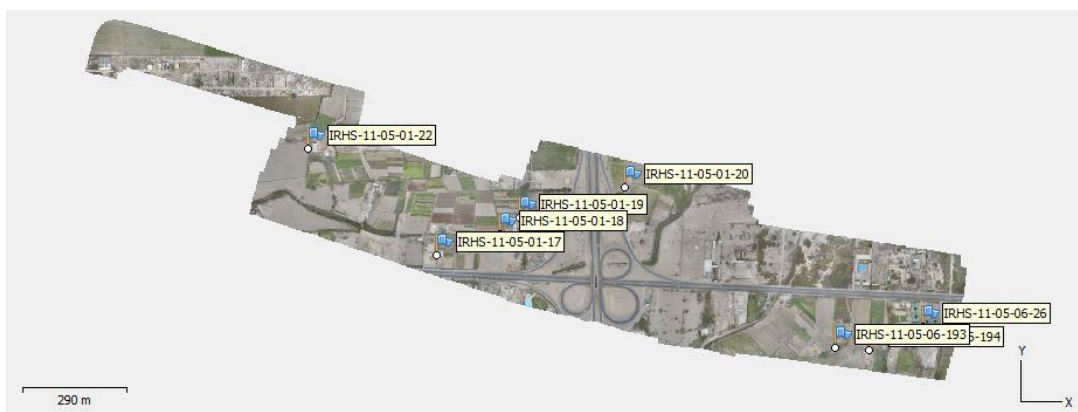 IRHS-11-05-01-22
IRHS-11-05-01-20
IRHS-11-05-01-19
IRHS-11-05-01-18
IRHS-11-05-01-17
IRHS-11-05-06-26
IRHS-11-05-06-193
5-194
290 m
Y
X